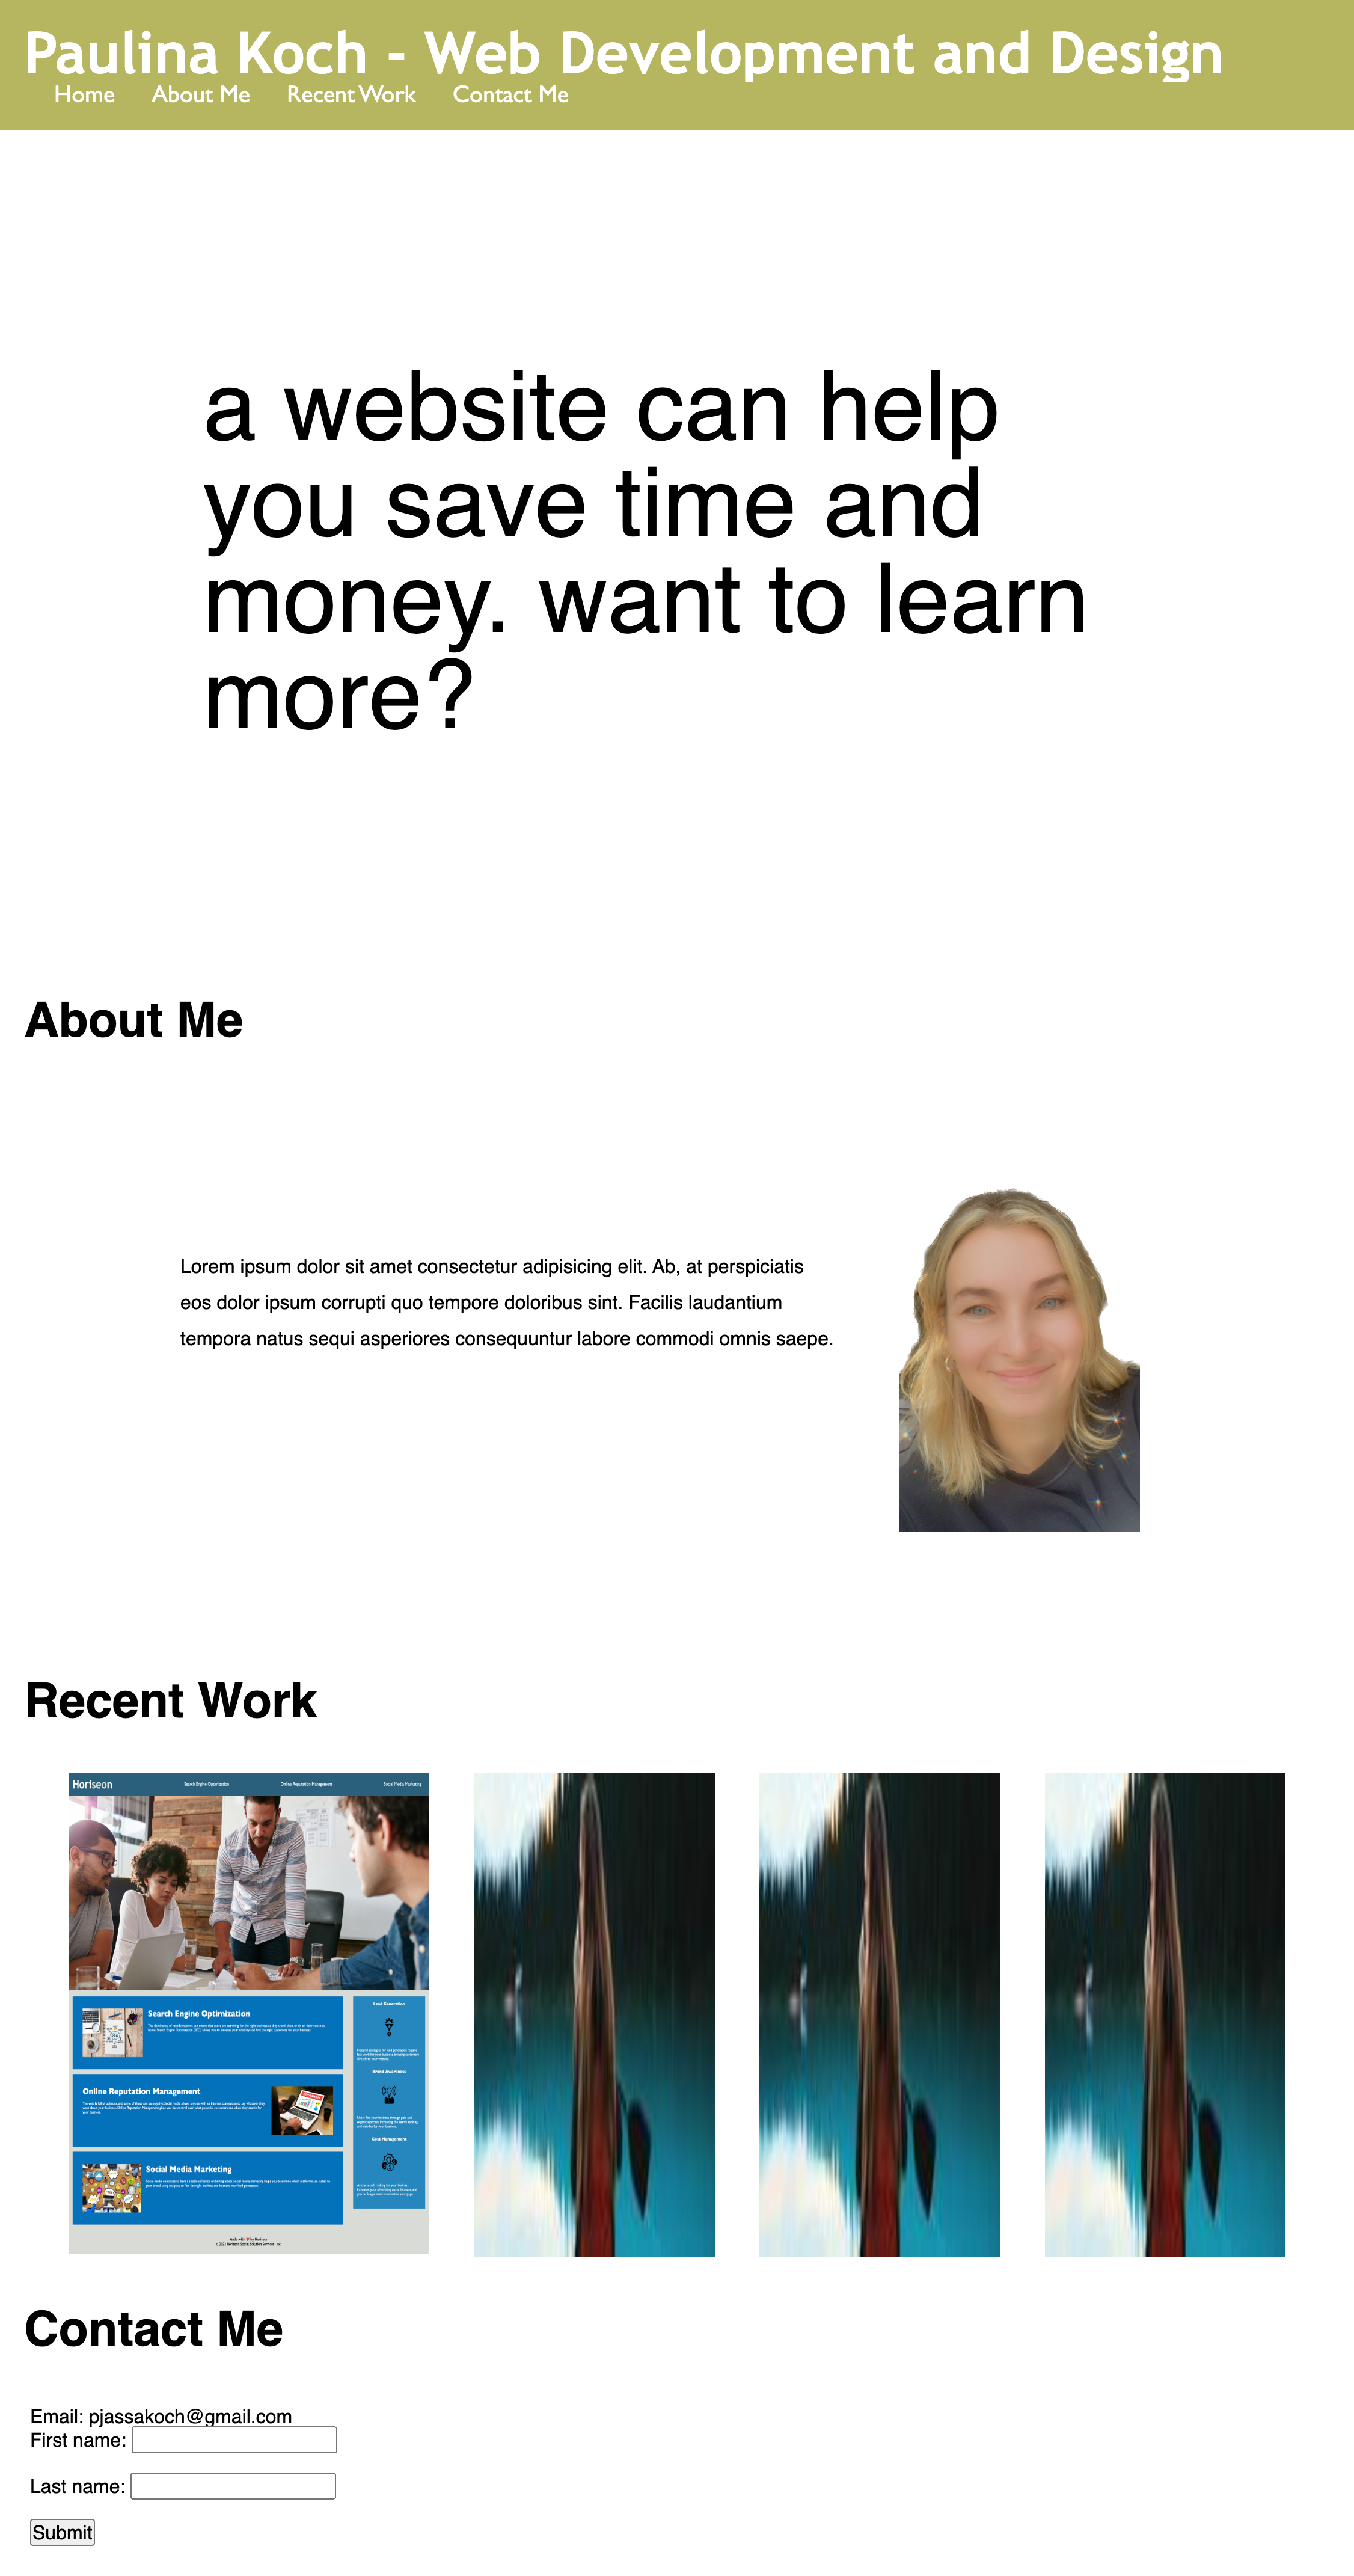 Paulina Koch - Web Development and Design
Home About Me Recent Work Contact Me
a website can help
you save time and
money. want to learn
more?
About Me
Lorem ipsum dolor sit amet consectetur adipisicing elit. Ab, at perspiciatis
eos dolor ipsum corrupti quo tempore doloribus sint. Facilis laudantium
tempora natus sequi asperiores consequuntur labore commodi omnis saepe.
Recent Work
Horiseon
Search Engine Optimization Online Reputation Management Social Media Marketing
Search Engine Optimization
Lead Generation
Online Reputation Management
Brand Awareness
Cost Management
Social Media Marketing
Contact Me
Email: pjassakoch@gmail.com
First name:
Last name:
Submit